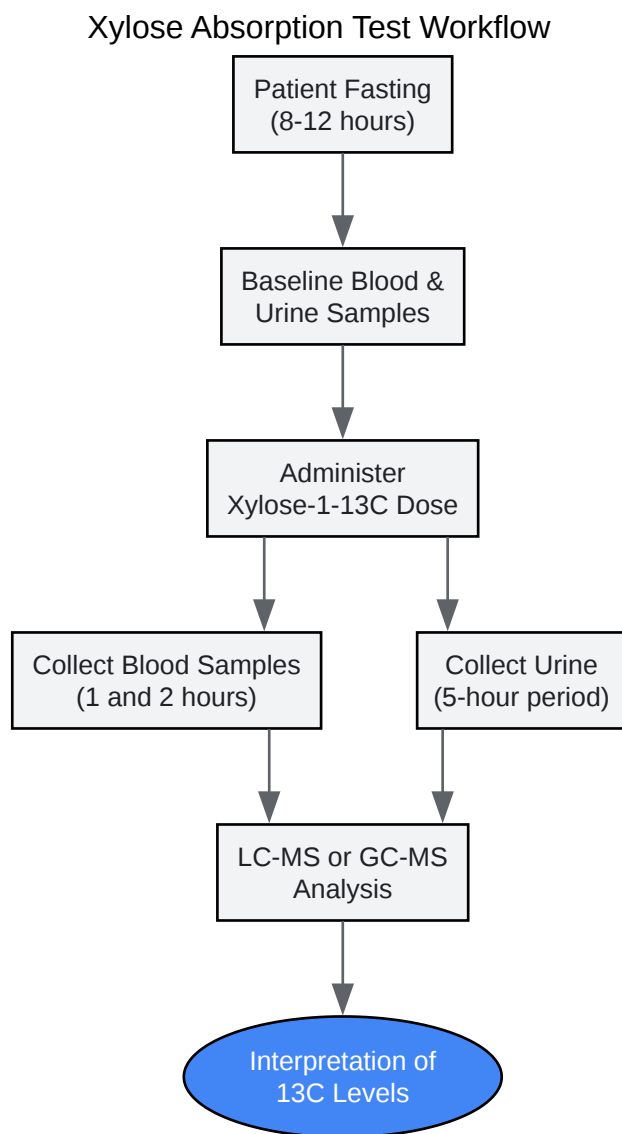 Xylose Absorption Test Workflow
Patient Fasting
(8-12 hours)
Baseline Blood &
Urine Samples
Administer
Xylose-1-13C Dose
Collect Blood Samples
(1 and 2 hours)
Collect Urine
(5-hour period)
LC-MS or GC-MS
Analysis
Interpretation of
13C Levels